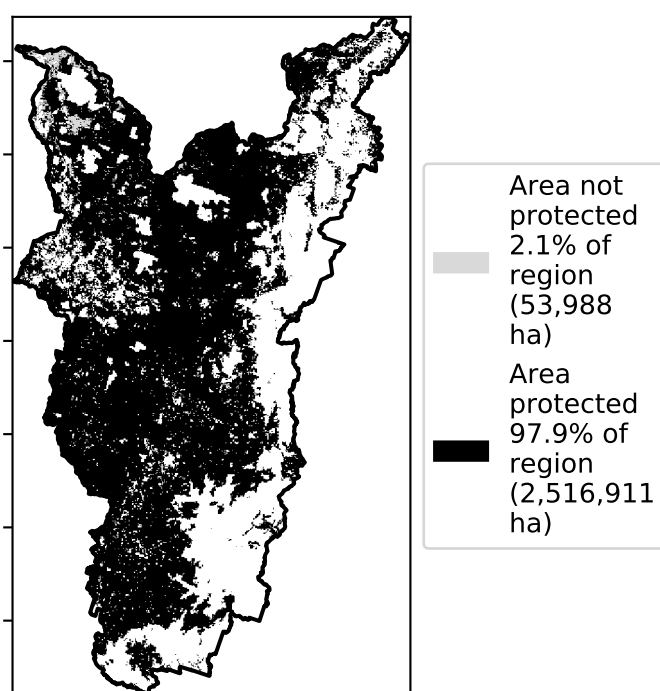 Area not
protected
2.1% of
region
(53,988
ha)
Area
protected
97.9% of
region
(2,516,911
ha)